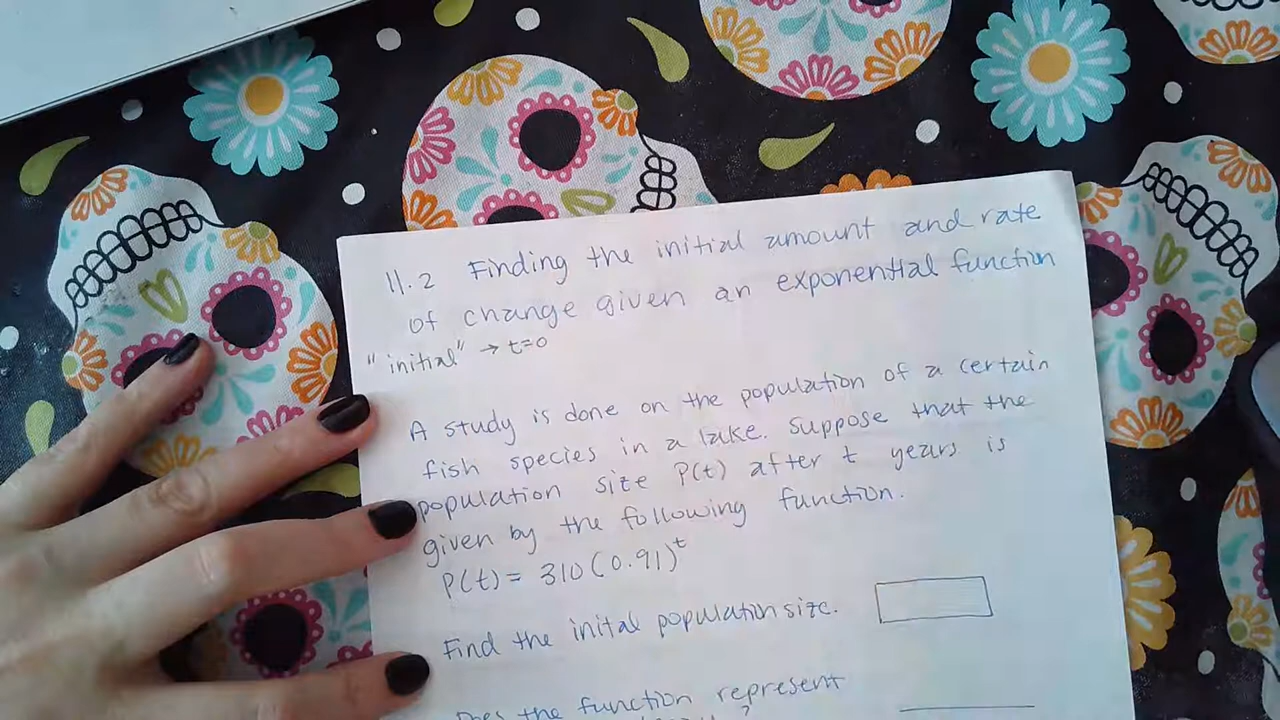 11.2 Finding the initial amount and rate
of change given an exponential function
"initial" → t=0
A study is done on the population of a certain
fish species in a lake. Suppose that the
population size P(t) after t years is
given by the following function.
P(t) = 310(0.91)^t
Find the inital population size.
Does the function represent